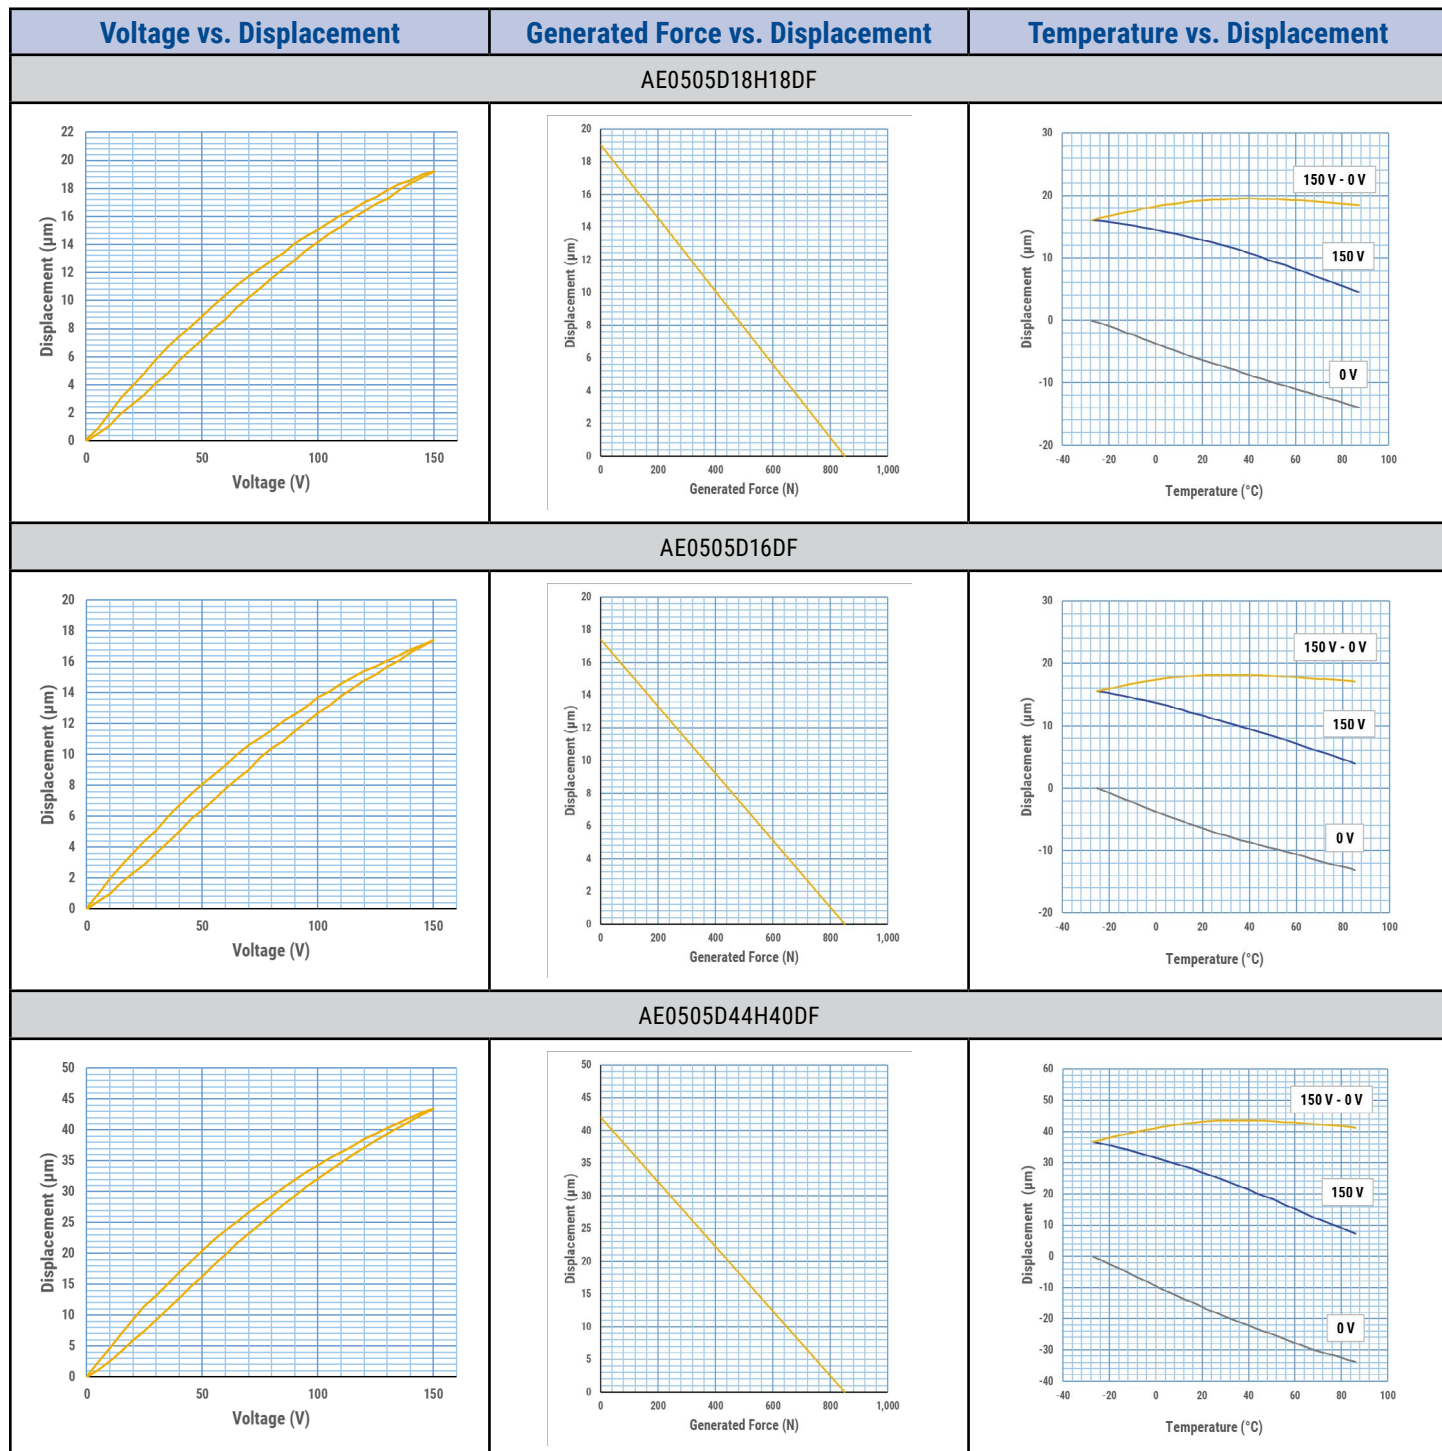 Voltage vs. Displacement
Generated Force vs. Displacement
Temperature vs. Displacement
AE0505D18H18DF
Displacement (µm)
22
20
18
16
14
12
10
8
6
4
2
0
0 50 100 150
Voltage (V)
Displacement (µm)
20
18
16
14
12
10
8
6
4
2
0
0 200 400 600 800 1,000
Generated Force (N)
Displacement (µm)
30
20
10
0
-10
-20
150 V - 0 V
150 V
0 V
-40 -20 0 20 40 60 80 100
Temperature (°C)
AE0505D16DF
Displacement (µm)
20
18
16
14
12
10
8
6
4
2
0
0 50 100 150
Voltage (V)
Displacement (µm)
20
18
16
14
12
10
8
6
4
2
0
0 200 400 600 800 1,000
Generated Force (N)
Displacement (µm)
30
20
10
0
-10
-20
150 V - 0 V
150 V
0 V
-40 -20 0 20 40 60 80 100
Temperature (°C)
AE0505D44H40DF
Displacement (µm)
50
45
40
35
30
25
20
15
10
5
0
0 50 100 150
Voltage (V)
Displacement (µm)
50
45
40
35
30
25
20
15
10
5
0
0 200 400 600 800 1,000
Generated Force (N)
Displacement (µm)
60
50
40
30
20
10
0
-10
-20
-30
-40
150 V - 0 V
150 V
0 V
-40 -20 0 20 40 60 80 100
Temperature (°C)